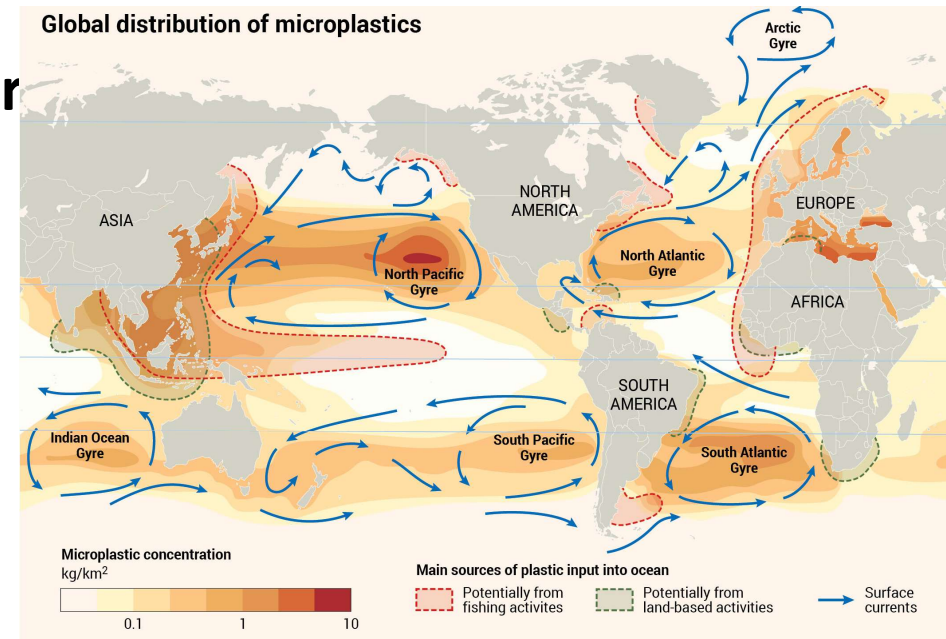 Global distribution of microplastics
r
Arctic
Gyre
ASIA
NORTH
AMERICA
EUROPE
North Pacific
Gyre
North Atlantic
Gyre
AFRICA
SOUTH
AMERICA
Indian Ocean
Gyre
South Pacific
Gyre
South Atlantic
Gyre
Microplastic concentration
kg/km²
0.1 1 10
Main sources of plastic input into ocean
Potentially from
fishing activites
Potentially from
land-based activities
Surface
currents